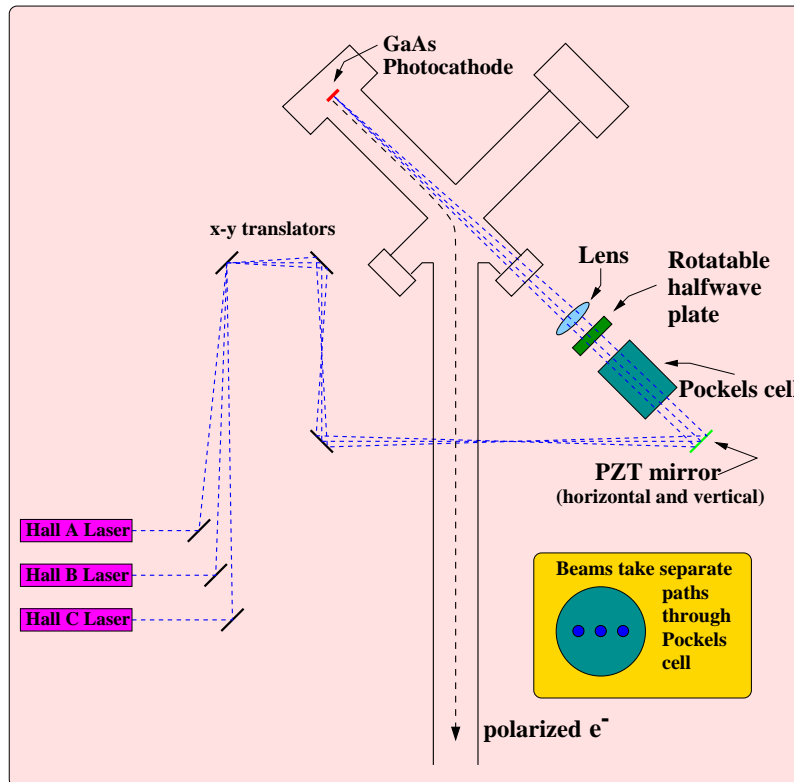 GaAs
Photocathode
x-y translators
Lens
Rotatable
halfwave
plate
Pockels cell
PZT mirror
(horizontal and vertical)
Hall A Laser
Hall B Laser
Hall C Laser
Beams take separate
paths
through
Pockels
cell
polarized e-